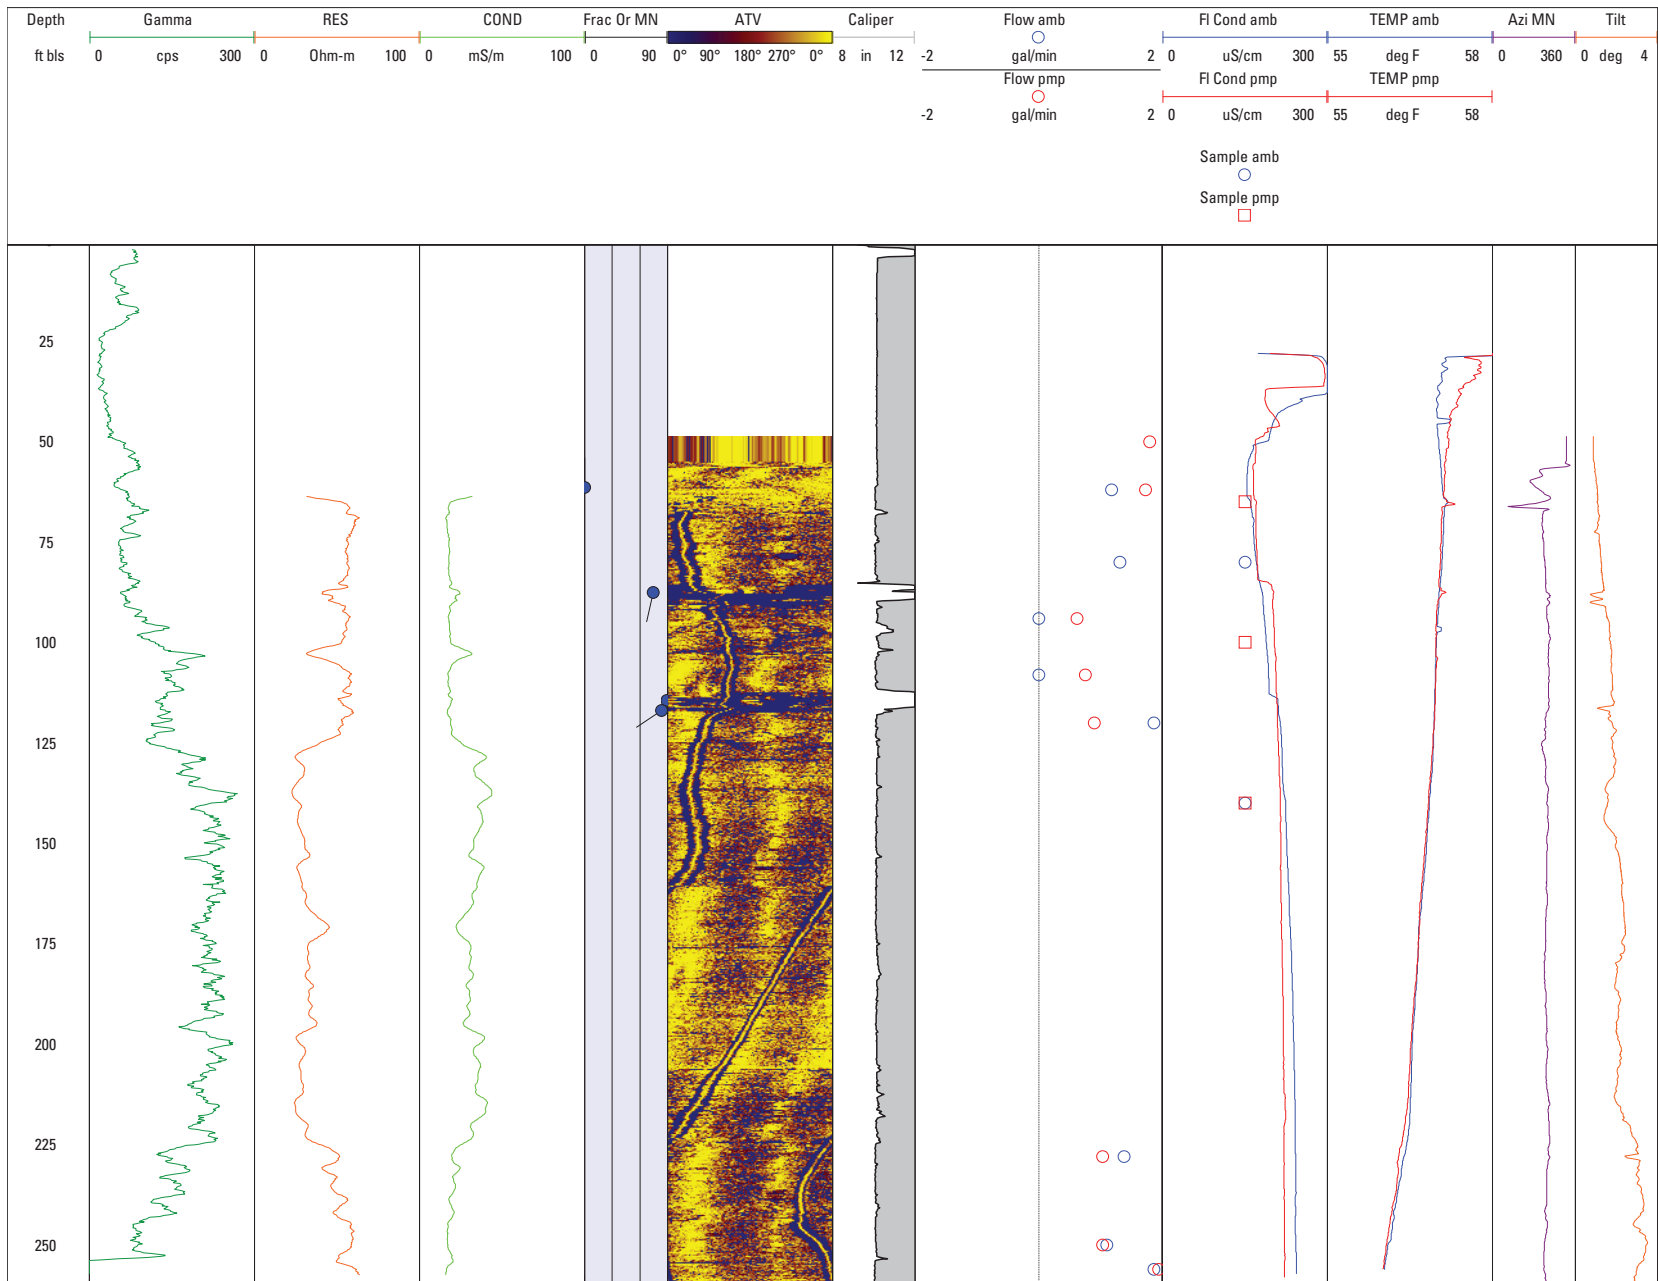 Depth Gamma RES COND Frac Or MN ATV Caliper Flow amb Fl Cond amb TEMP amb Azi MN Tilt
ft bls 0 cps 300 0 Ohm-m 100 0 mS/m 100 0 90 0° 90° 180° 270° 0° 8 in 12 -2 gal/min 2 0 uS/cm 300 55 deg F 58 0 360 0 deg 4
Flow pmp Fl Cond pmp TEMP pmp
-2 gal/min 2 0 uS/cm 300 55 deg F 58
Sample amb
Sample pmp
25
50
75
100
125
150
175
200
225
250